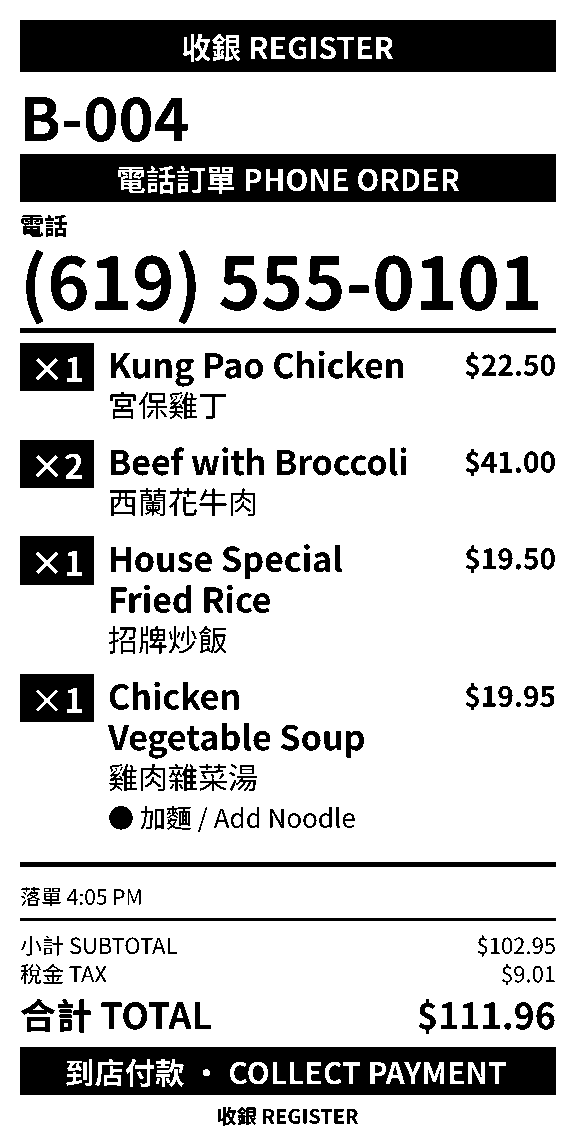 收銀 REGISTER
B-004
電話訂單 PHONE ORDER
電話
(619) 555-0101
×1 Kung Pao Chicken $22.50
宮保雞丁
×2 Beef with Broccoli $41.00
西蘭花牛肉
×1 House Special $19.50
Fried Rice
招牌炒飯
×1 Chicken $19.95
Vegetable Soup
雞肉雜菜湯
● 加麵 / Add Noodle
落單 4:05 PM
小計 SUBTOTAL $102.95
稅金 TAX $9.01
合計 TOTAL $111.96
到店付款 · COLLECT PAYMENT
收銀 REGISTER